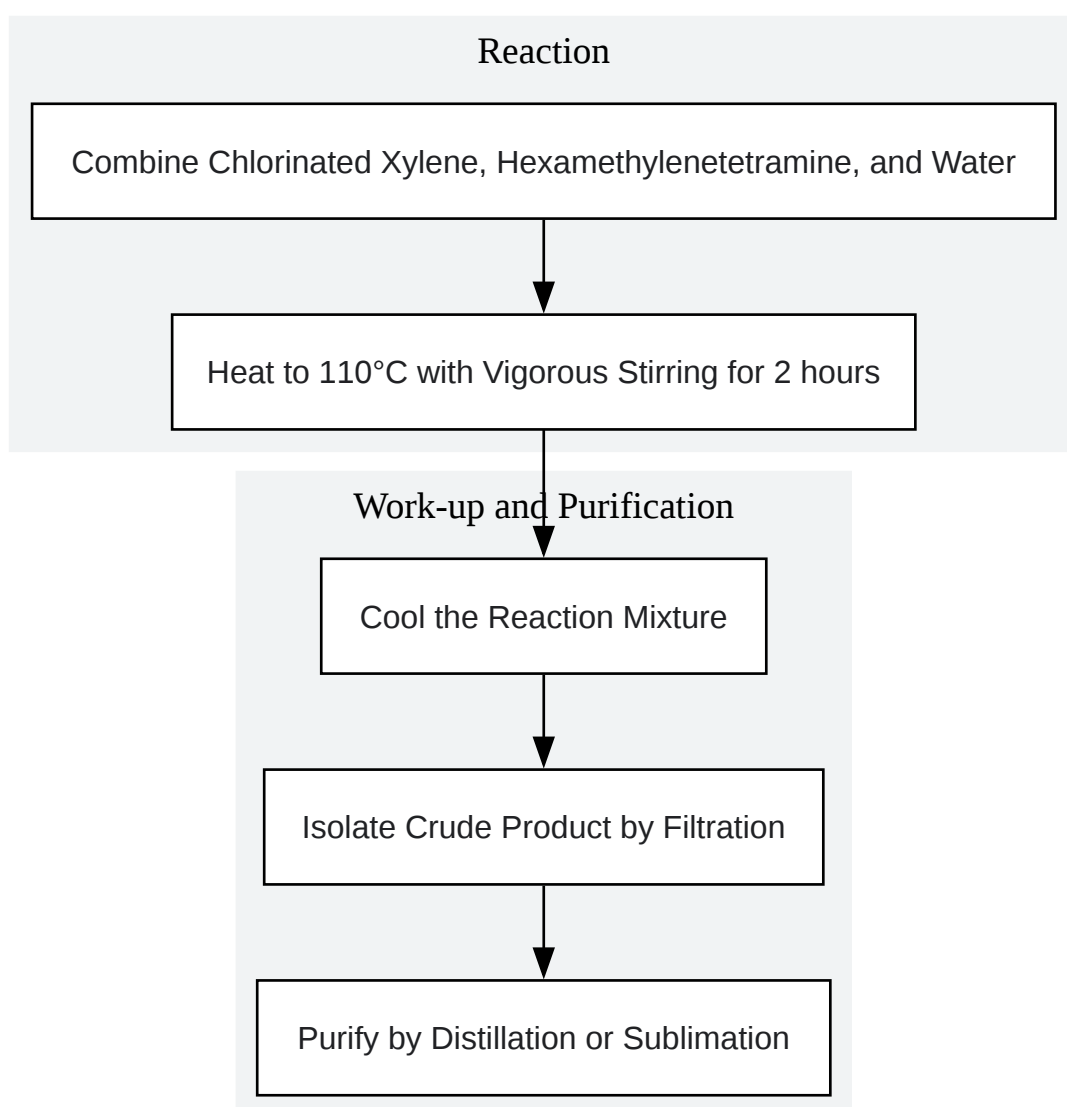 Reaction
Combine Chlorinated Xylene, Hexamethylenetetramine, and Water
Heat to 110°C with Vigorous Stirring for 2 hours
Work-up and Purification
Cool the Reaction Mixture
Isolate Crude Product by Filtration
Purify by Distillation or Sublimation